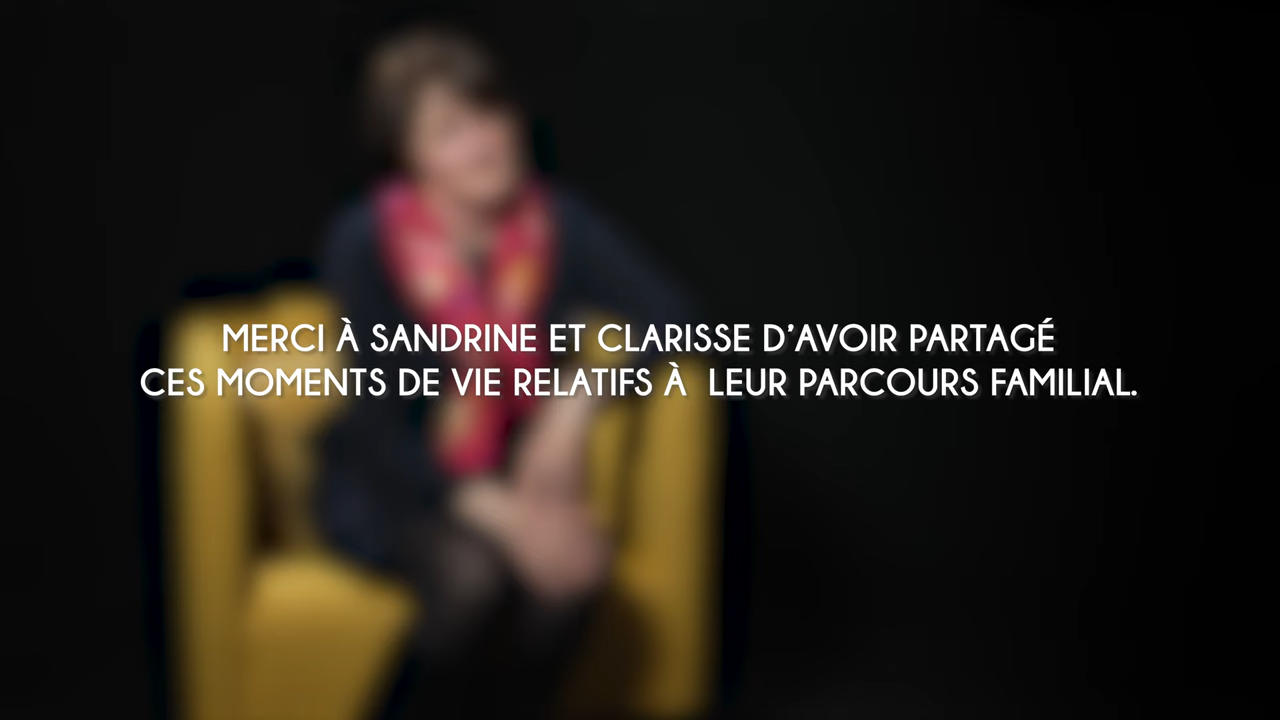 MERCI À SANDRINE ET CLARISSE D’AVOIR PARTAGÉ
CES MOMENTS DE VIE RELATIFS À  LEUR PARCOURS FAMILIAL.